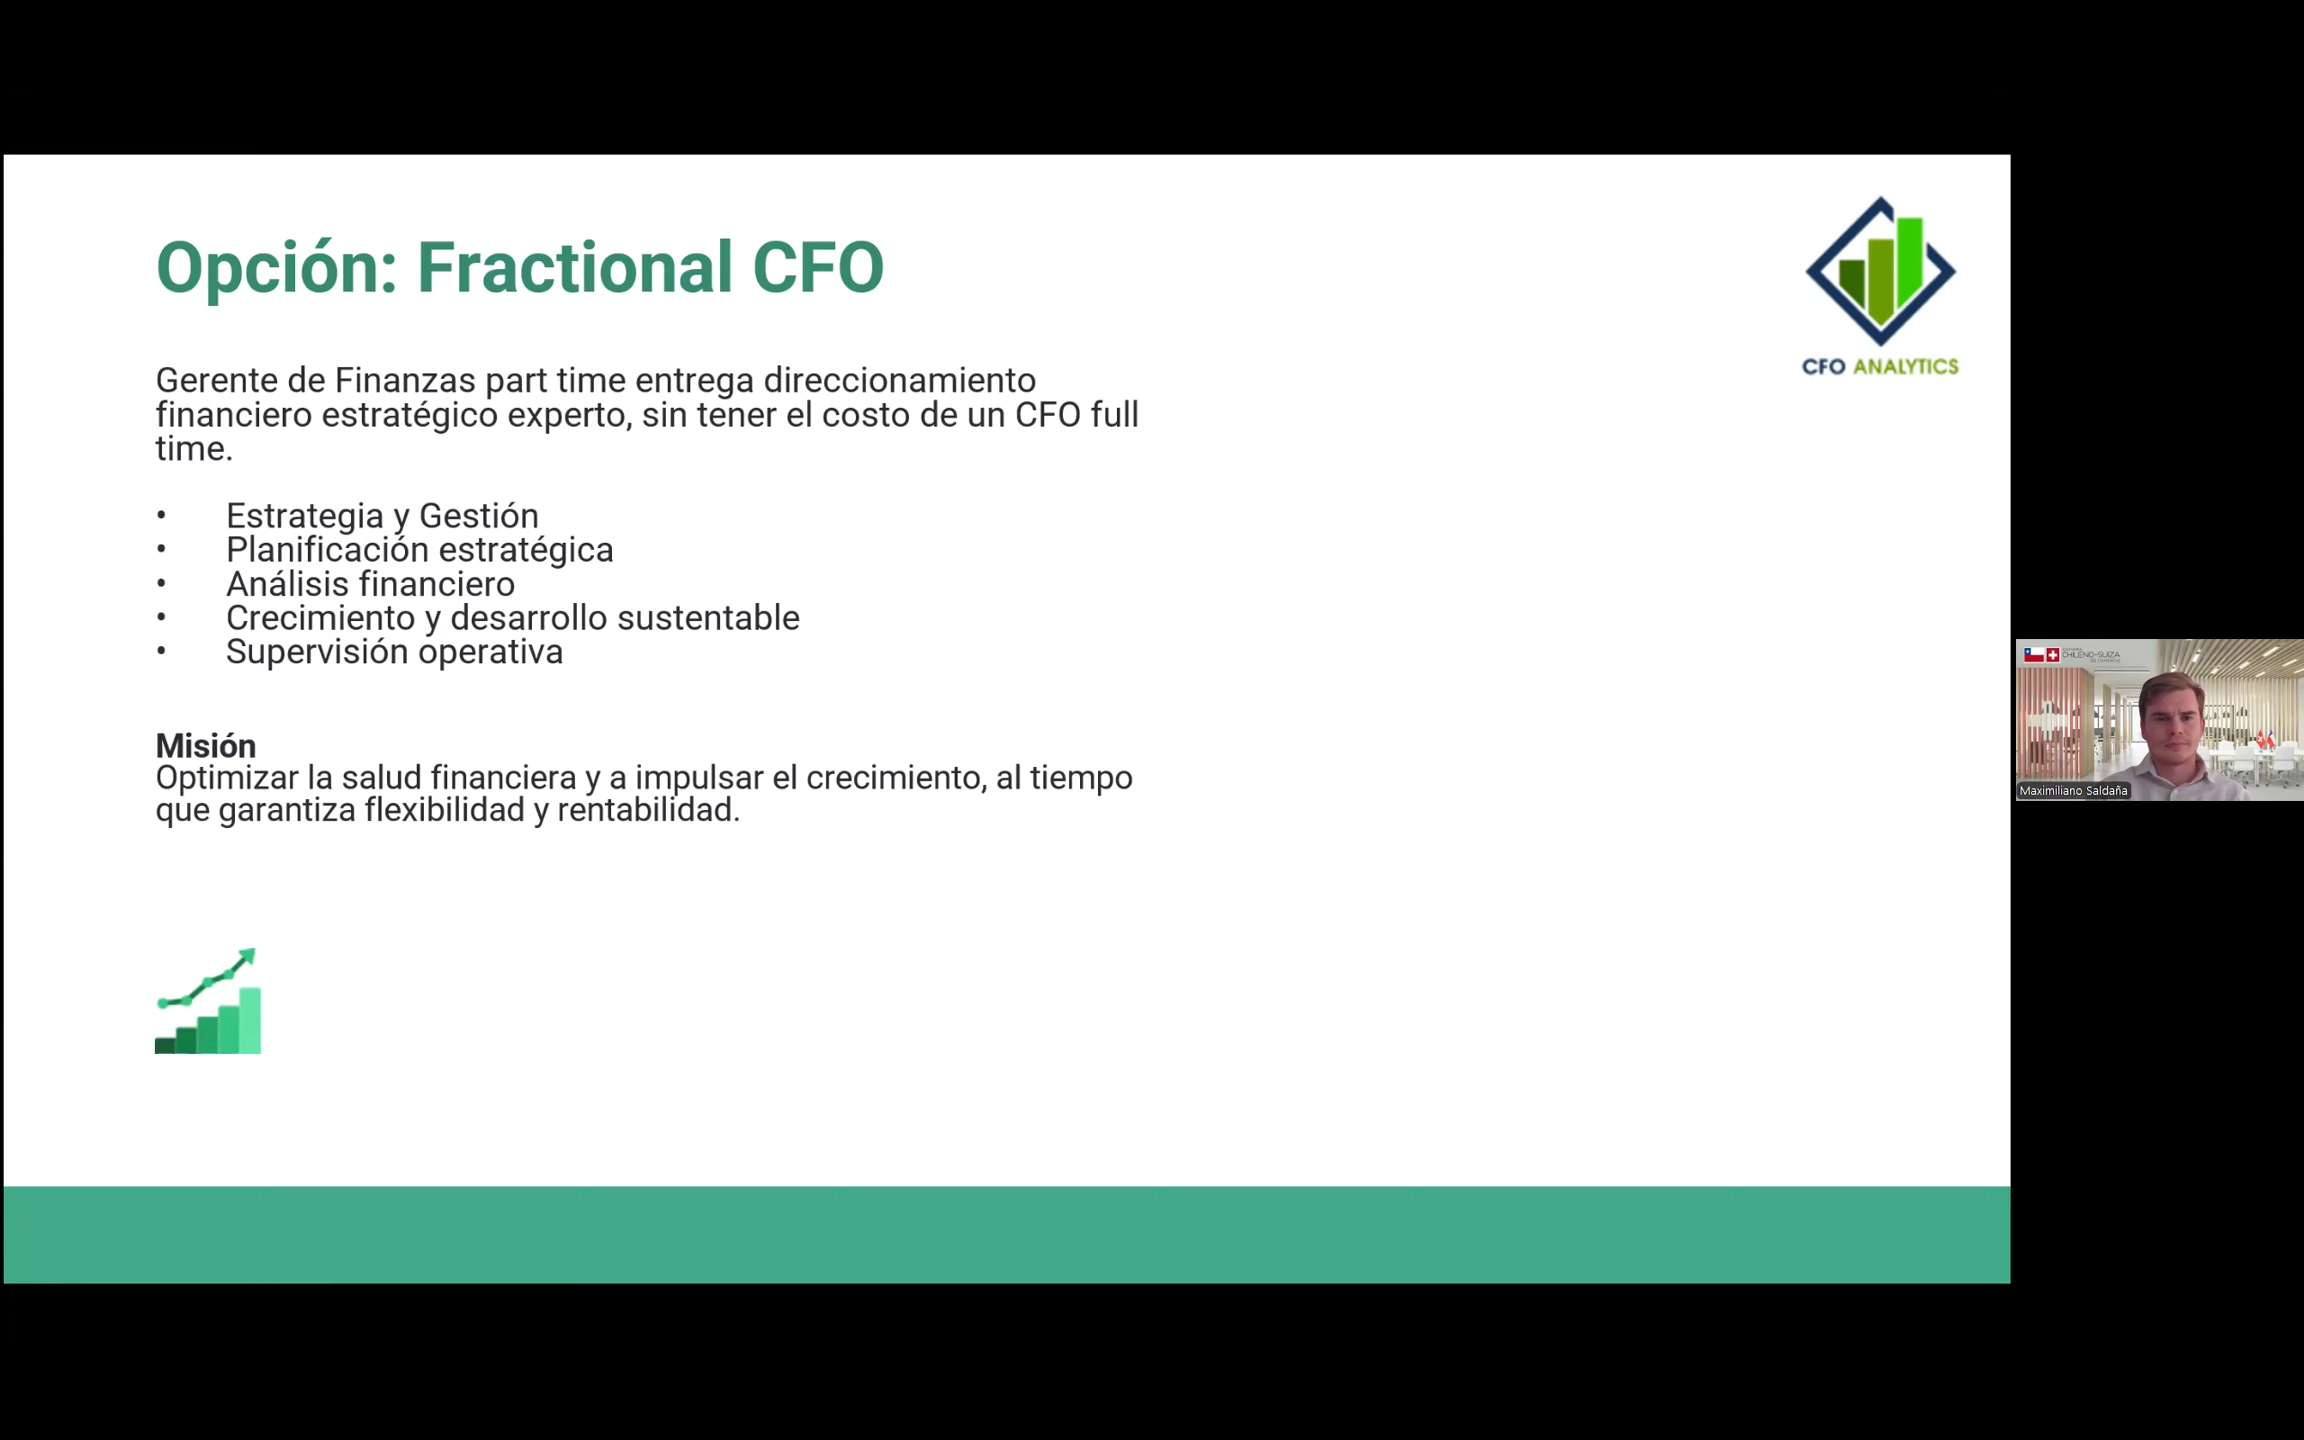 Opción: Fractional CFO
CFO ANALYTICS
Gerente de Finanzas part time entrega direccionamiento
financiero estratégico experto, sin tener el costo de un CFO full
time.
• Estrategia y Gestión
• Planificación estratégica
• Análisis financiero
• Crecimiento y desarrollo sustentable
• Supervisión operativa
Misión
Optimizar la salud financiera y a impulsar el crecimiento, al tiempo
que garantiza flexibilidad y rentabilidad.
CHILENO-SUIZA
Maximiliano Saldaña